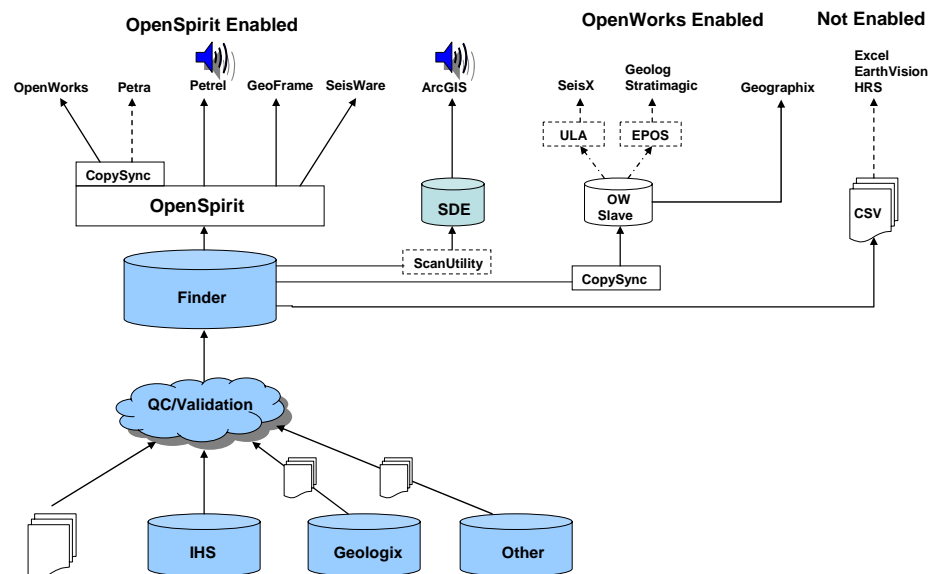 OpenSpirit Enabled
OpenWorks Enabled
Not Enabled
Excel
EarthVision
HRS
OpenWorks
Petra
Petrel
GeoFrame
SeisWare
ArcGIS
SeisX
Geolog
Stratimagic
Geographix
ULA
EPOS
CopySync
OpenSpirit
SDE
OW
Slave
CSV
ScanUtility
CopySync
Finder
QC/Validation
IHS
Geologix
Other